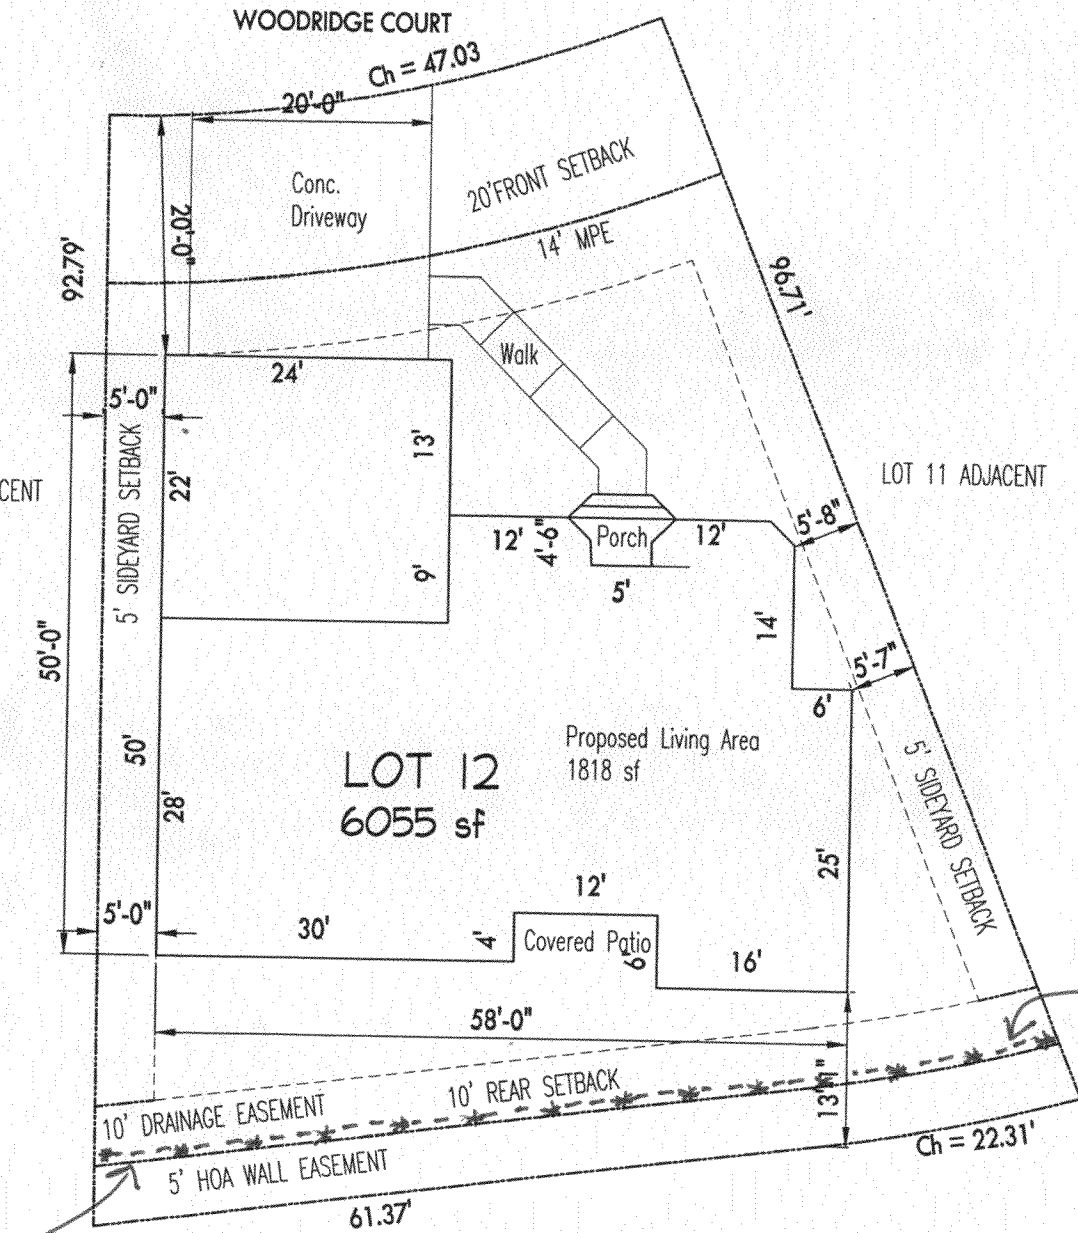 WOODRIDGE COURT
Ch = 47.03
20'-0"
Conc.
Driveway
20'FRONT SETBACK
14' MPE
20'-0"
92.79'
96.71'
24'
Walk
5'-0"
13'
22'
5' SIDEYARD SETBACK
CENT
LOT 11 ADJACENT
12'
4'-6"
Porch
12'
5'-8"
9'
5'
14'
5'-7"
6'
50'-0"
50'
28'
Proposed Living Area
1818 sf
LOT 12
6055 sf
5' SIDEYARD SETBACK
25'
12'
5'-0"
30'
4'
Covered Patio
6'
16'
58'-0"
10' DRAINAGE EASEMENT
10' REAR SETBACK
5' HOA WALL EASEMENT
Ch = 22.31'
61.37'